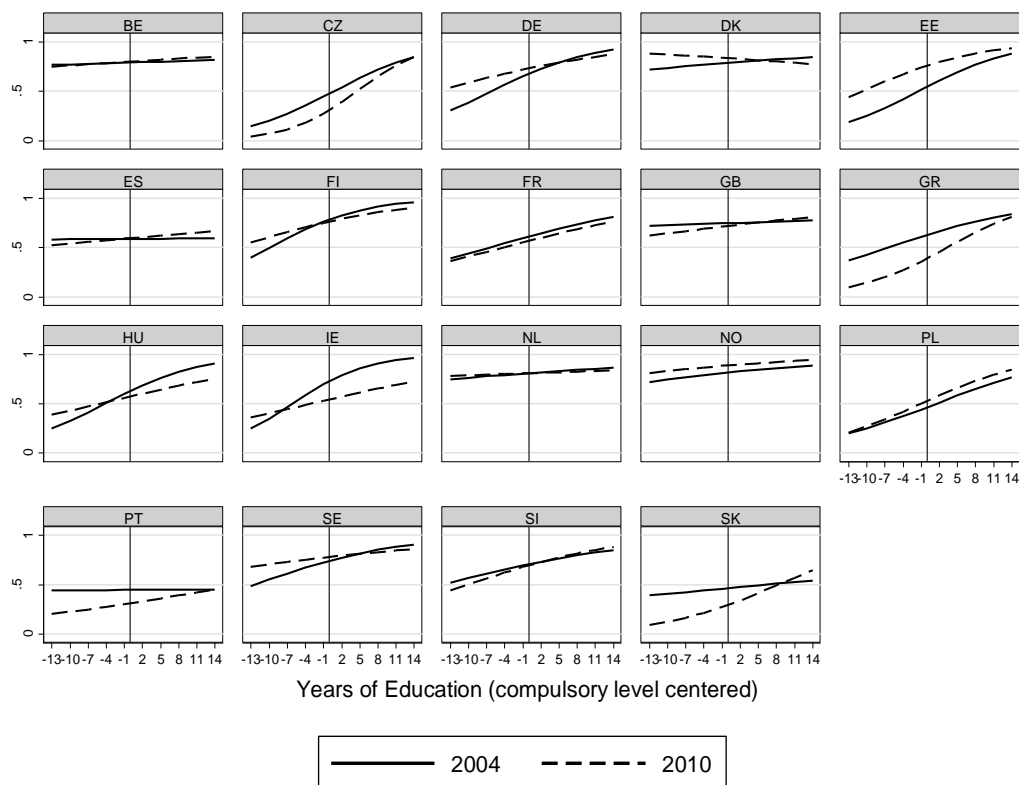 BE CZ DE DK EE
0 .5 1
ES FI FR GB GR
0 .5 1
HU IE NL NO PL
0 .5 1
-13 -10 -7 -4 -1 2 5 8 11 14
PT SE SI SK
0 .5 1
-13 -10 -7 -4 -1 2 5 8 11 14 -13 -10 -7 -4 -1 2 5 8 11 14 -13 -10 -7 -4 -1 2 5 8 11 14 -13 -10 -7 -4 -1 2 5 8 11 14
Years of Education (compulsory level centered)
2004 2010